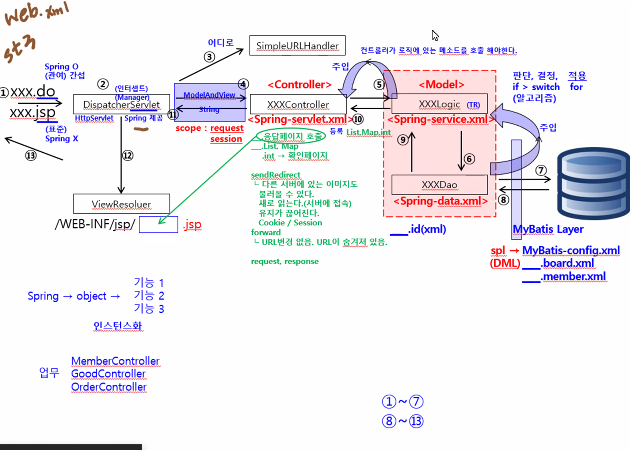 web.xml
st3
Spring O
(관여) 간섭
①xxx.do
xxx.jsp
(표준)
Spring X
⑬
②
(인터셉트)
(Manager)
DispatcherServlet
HttpServlet
Spring 제공
어디로
③
SimpleURLHandler
ModelAndView
String
④
⑪
scope : request
session
<Controller>
XXXController
<Spring-servlet.xml>
⑩
등록 List,Map,int
주입
컨트롤러가 로직에 있는 메소드를 호출 해야한다.
⑤
<Model>
XXXLogic (TR)
<Spring-service.xml>
⑨
⑥
XXXDao
<Spring-data.xml>
___.id(xml)
판단, 결정, 적용
if > switch for
(알고리즘)
주입
⑦
⑧
MyBatis Layer
spl → MyBatis-config.xml
(DML) ___.board.xml
___.member.xml
⑫
ViewResoluer
/WEB-INF/jsp/ .jsp
응답페이지 호출
.List, Map
.int → 확인페이지
sendRedirect
ㄴ 다른 서버에 있는 이미지도
불러올 수 있다.
새로 읽는다.(서버에 접속)
유지가 끊어진다.
Cookie / Session
forward
ㄴ URL변경 없음. URL이 숨겨져 있음.
request, response
기능 1
Spring → object → 기능 2
기능 3
인스턴스화
MemberController
업무 GoodController
OrderController
①~⑦
⑧~⑬